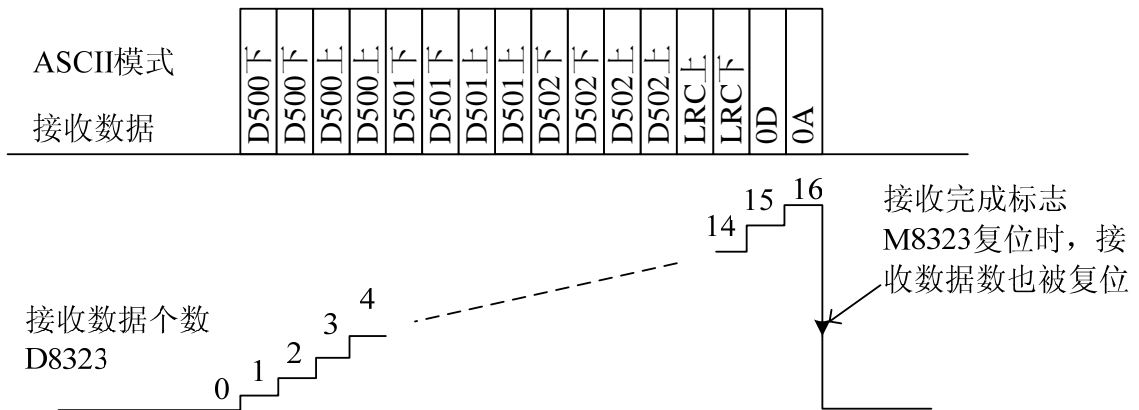 ASCII模式
接收数据
D500下
D500下
D500上
D500上
D501下
D501下
D501上
D501上
D502下
D502下
D502上
D502上
LRC上
LRC下
0D
0A
接收数据个数
D8323
0
1
2
3
4
14
15
16
接收完成标志
M8323复位时，接
收数据数也被复位